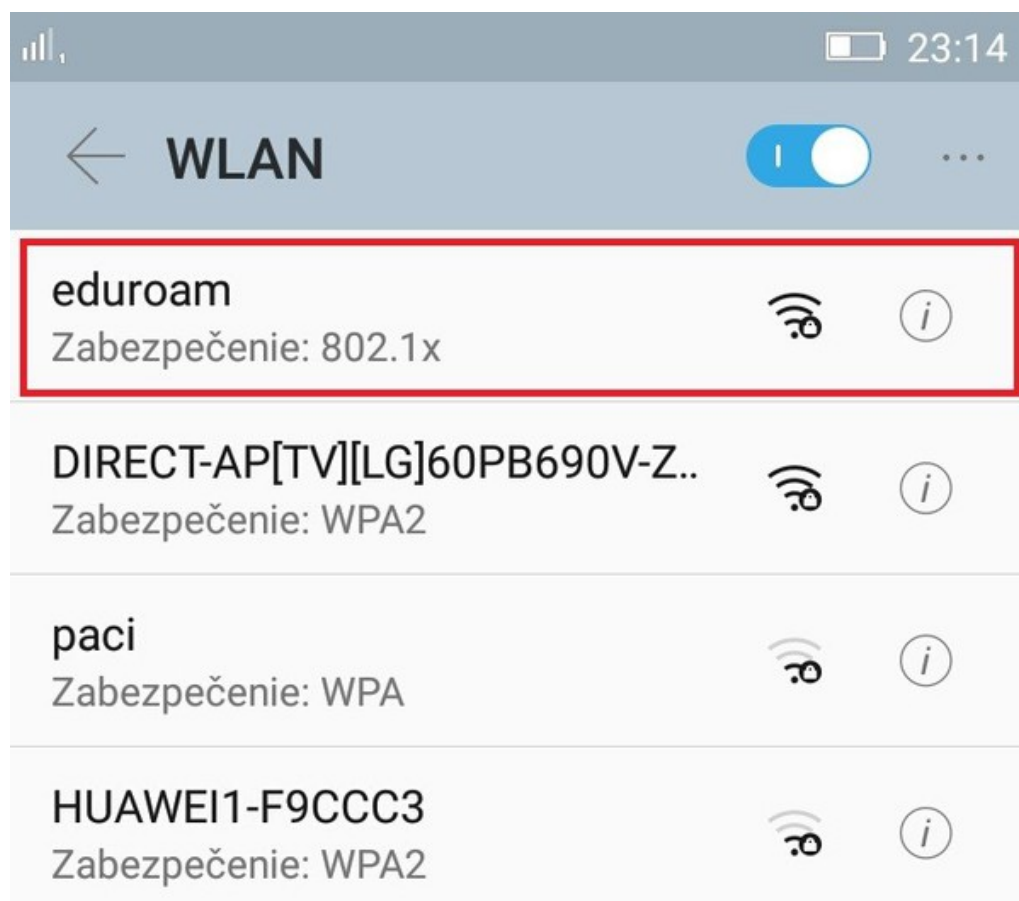 1 23:14
WLAN
eduroam
Zabezpečenie: 802.1x
DIRECT-AP[TV][LG]60PB690V-Z..
Zabezpečenie: WPA2
paci
Zabezpečenie: WPA
HUAWEI1-F9CCC3
Zabezpečenie: WPA2